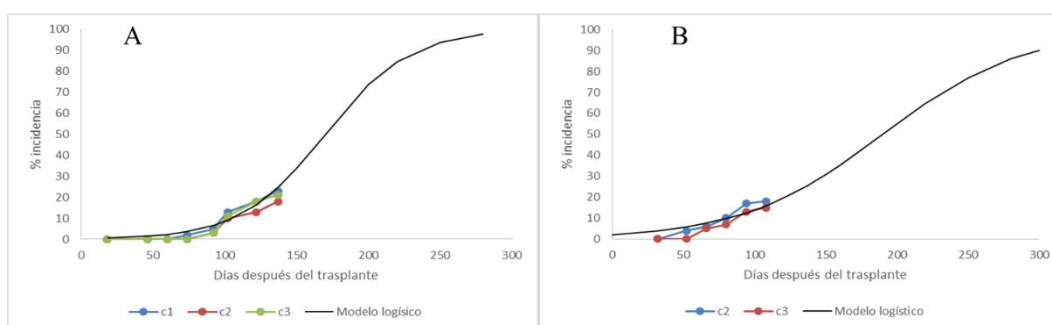 A
100
90
80
70
60
50
40
30
20
10
0
% incidencia
0 50 100 150 200 250 300
Días después del trasplante
c1 c2 c3 Modelo logístico
B
100
90
80
70
60
50
40
30
20
10
0
% incidencia
0 50 100 150 200 250 300
Días después del trasplante
c2 c3 Modelo logísitico